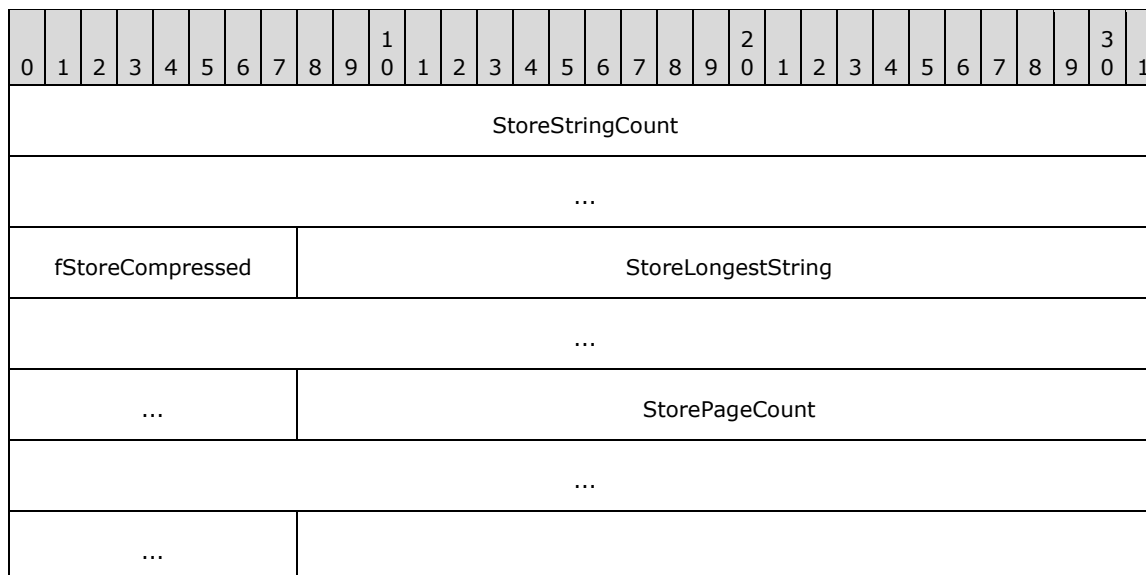 1 2 3
0 1 2 3 4 5 6 7 8 9 0 1 2 3 4 5 6 7 8 9 0 1 2 3 4 5 6 7 8 9 0 1
StoreStringCount
...
fStoreCompressed StoreLongestString
...
... StorePageCount
...
...